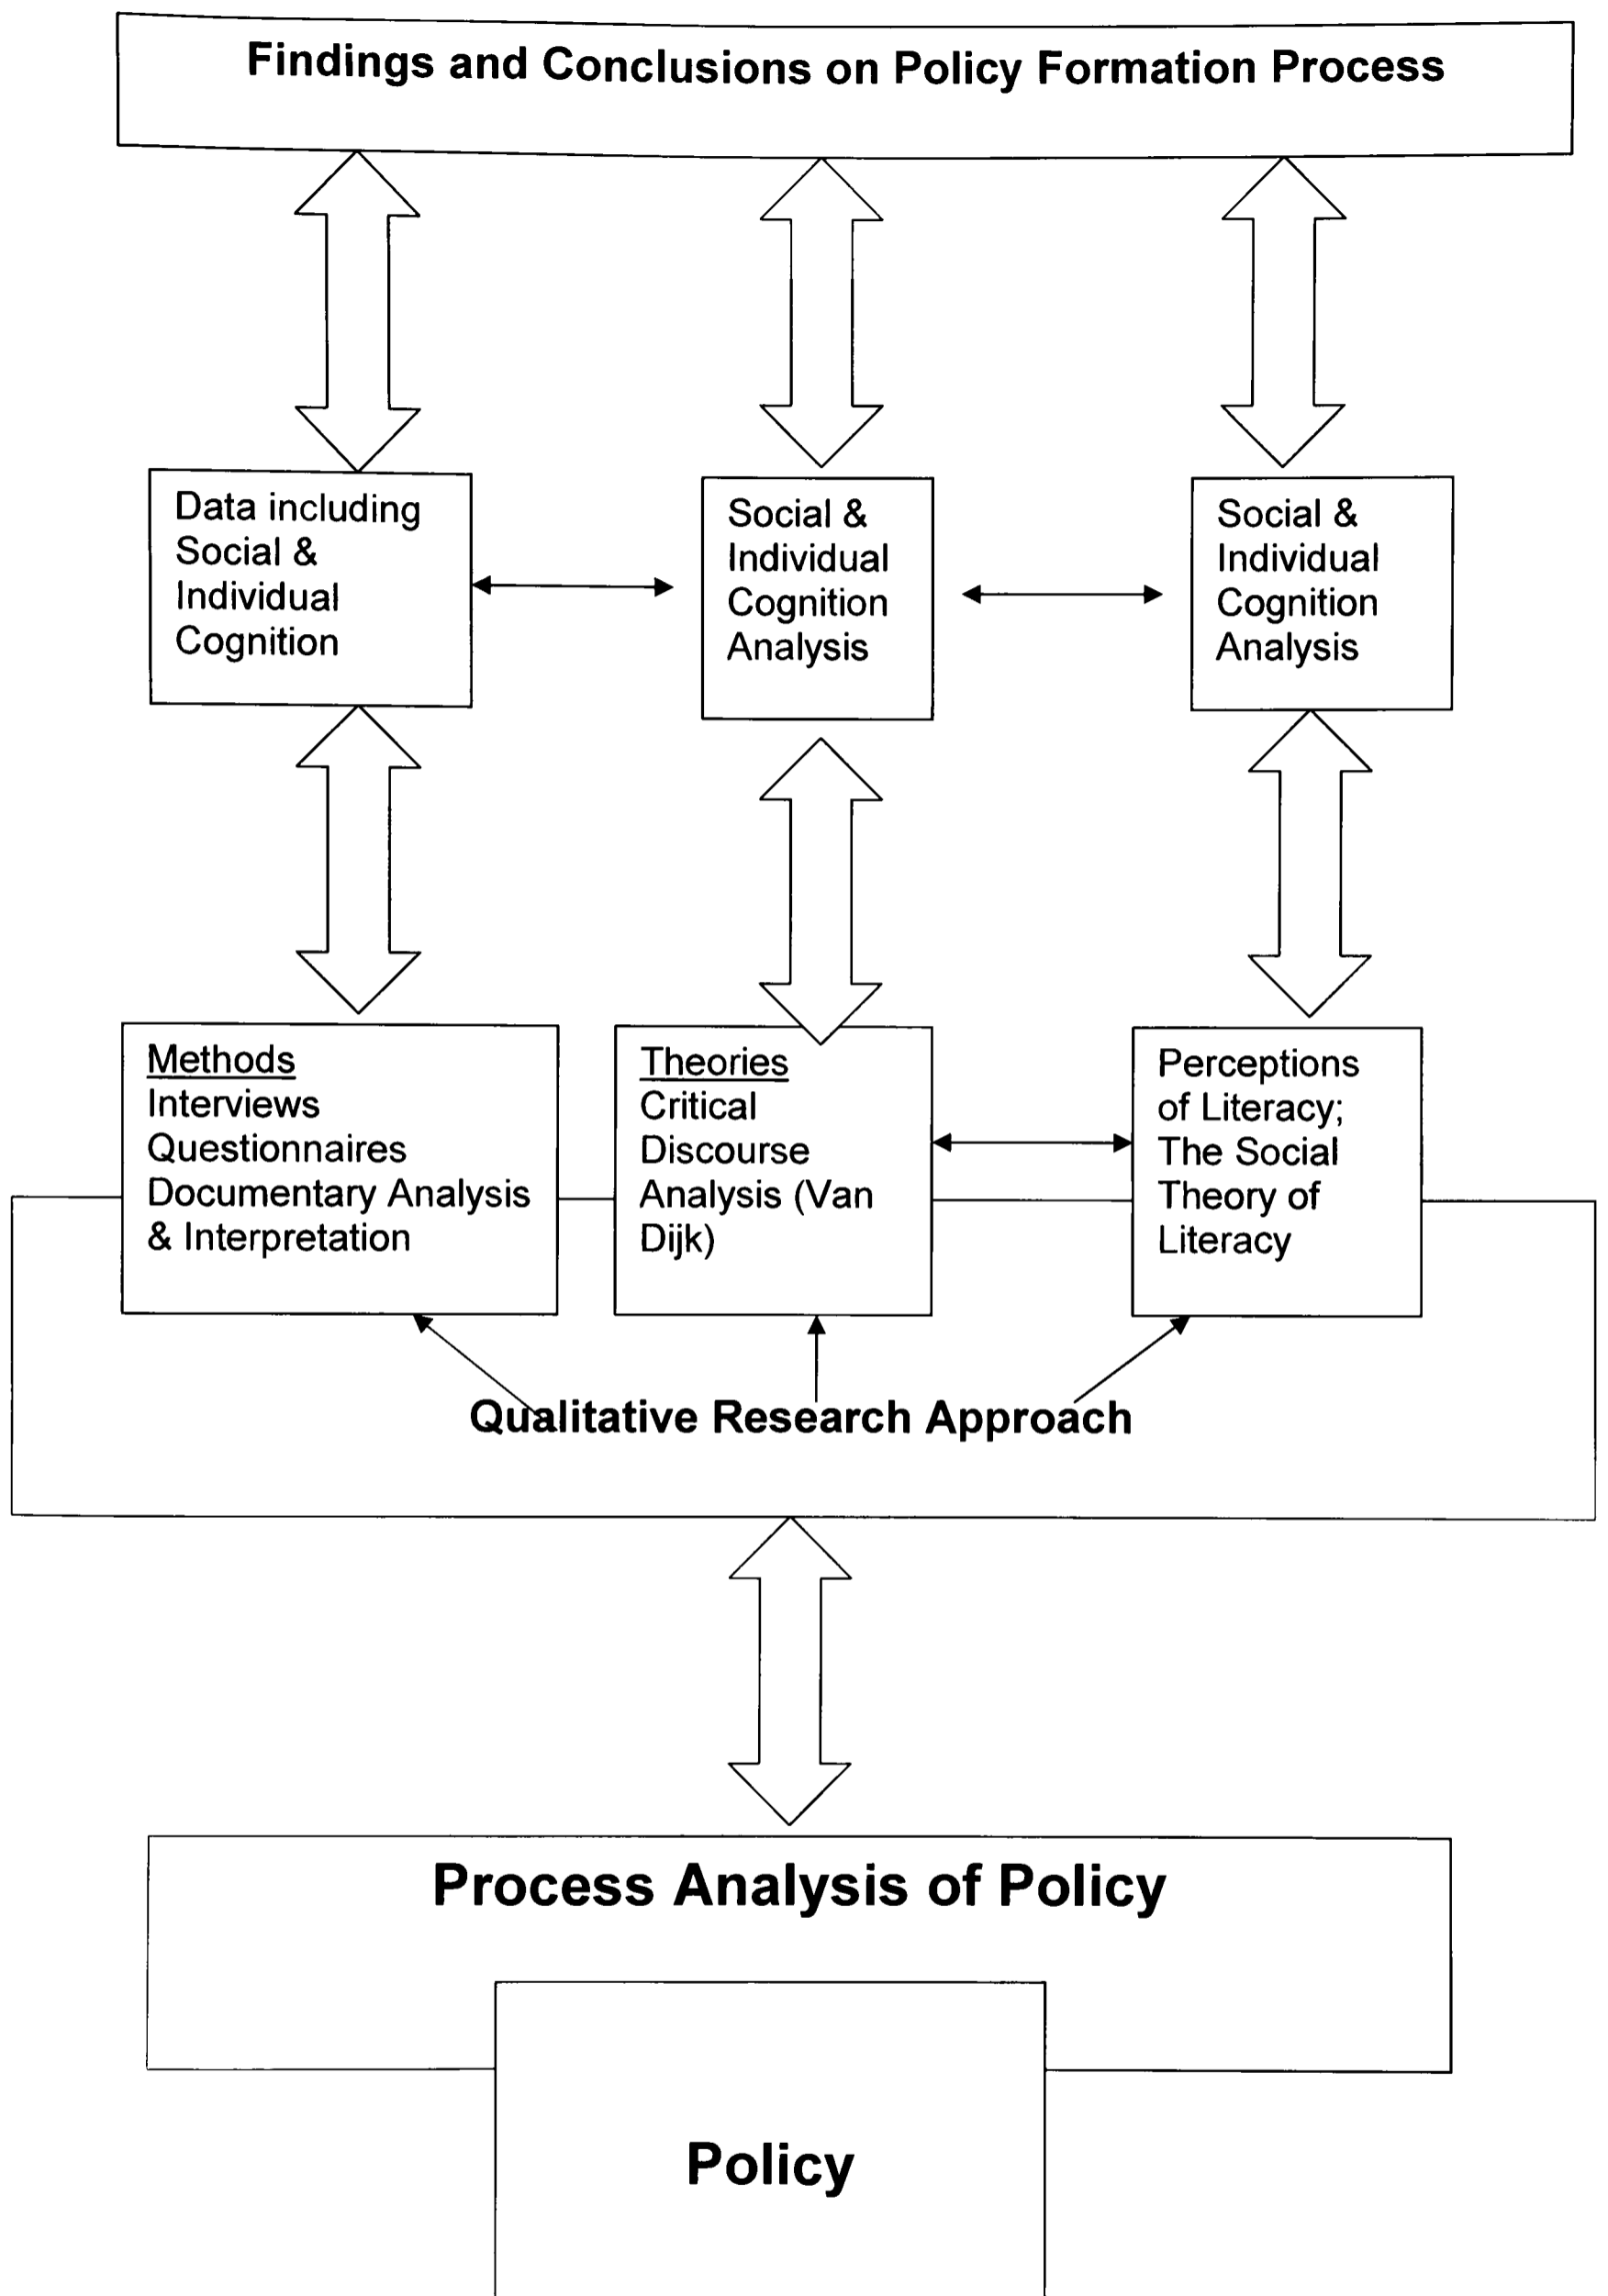 Findings and Conclusions on Policy Formation Process
Data including
Social &
Individual
Cognition
Social &
Individual
Cognition
Analysis
Social &
Individual
Cognition
Analysis
Methods
Interviews
Questionnaires
Documentary Analysis
& Interpretation
Theories
Critical
Discourse
Analysis (Van
Dijk)
Perceptions
of Literacy;
The Social
Theory of
Literacy
Qualitative Research Approach
Process Analysis of Policy
Policy